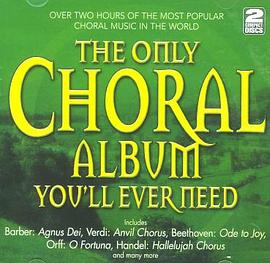 OVER TWO HOURS OF THE MOST POPULAR
CHORAL MUSIC IN THE WORLD
2
COMPACT
DISCS
THE ONLY
CHORAL
ALBUM
YOU'LL EVER NEED
Includes
Barber: Agnus Dei, Verdi: Anvil Chorus, Beethoven: Ode to Joy,
Orff: O Fortuna, Handel: Hallelujah Chorus
and many more